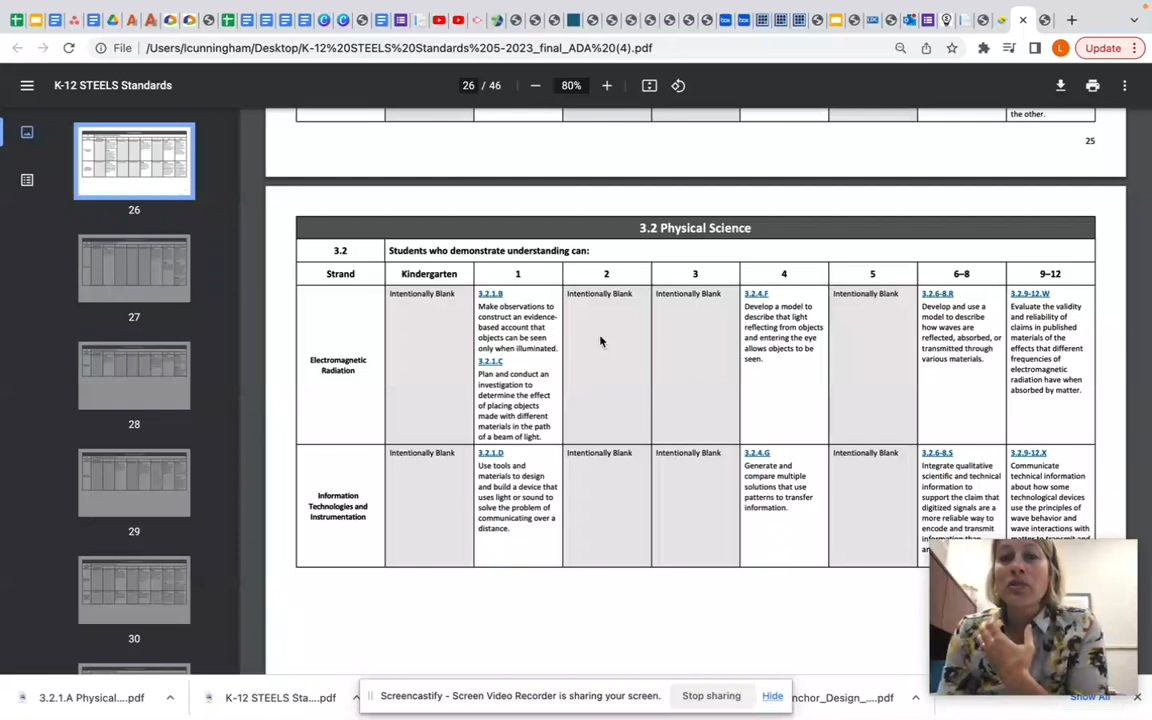 File
/Users/lcunningham/Desktop/K-12%20STEELS%20Standards%205-2023_final_ADA%20(4).pdf
L
Update
K-12 STEELS Standards
26 / 46
80%
the other.
25
26
27
28
29
30
3.2 Physical Science
3.2
Students who demonstrate understanding can:
Strand
Kindergarten
1
2
3
4
5
6–8
9–12
Electromagnetic
Radiation
Intentionally Blank
3.2.1.B
Make observations to
construct an evidence-
based account that
objects can be seen
only when illuminated.
3.2.1.C
Plan and conduct an
investigation to
determine the effect
of placing objects
made with different
materials in the path
of a beam of light.
Intentionally Blank
Intentionally Blank
3.2.4.F
Develop a model to
describe that light
reflecting from objects
and entering the eye
allows objects to be
seen.
Intentionally Blank
3.2.6-8.R
Develop and use a
model to describe
how waves are
reflected, absorbed, or
transmitted through
various materials.
3.2.9-12.W
Evaluate the validity
and reliability of
claims in published
materials of the
effects that different
frequencies of
electromagnetic
radiation have when
absorbed by matter.
Information
Technologies and
Instrumentation
Intentionally Blank
3.2.1.D
Use tools and
materials to design
and build a device that
uses light or sound to
solve the problem of
communicating over a
distance.
Intentionally Blank
Intentionally Blank
3.2.4.G
Generate and
compare multiple
solutions that use
patterns to transfer
information.
Intentionally Blank
3.2.6-8.S
Integrate qualitative
scientific and technical
information to
support the claim that
digitized signals are a
more reliable way to
encode and transmit
3.2.9-12.X
Communicate
technical information
about how some
technological devices
use the principles of
wave behavior and
wave interactions with
3.2.1.A Physical....pdf
K-12 STEELS Sta....pdf
Screencastify - Screen Video Recorder is sharing your screen.
Stop sharing
Hide
nchor_Design_....pdf
Show All